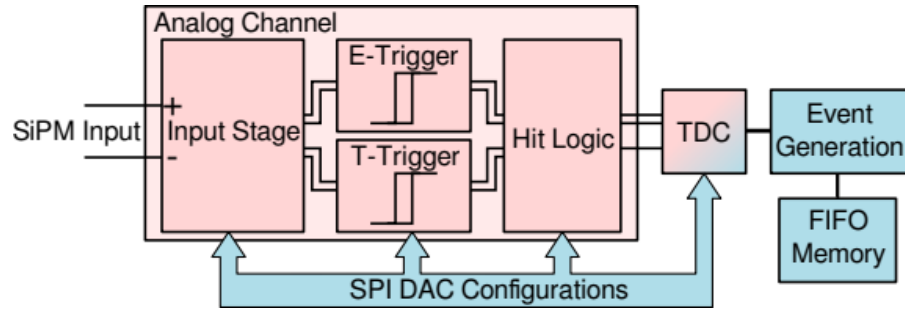 Analog Channel
E-Trigger
SiPM Input
+
-
Input Stage
T-Trigger
Hit Logic
TDC
Event
Generation
FIFO
Memory
SPI DAC Configurations